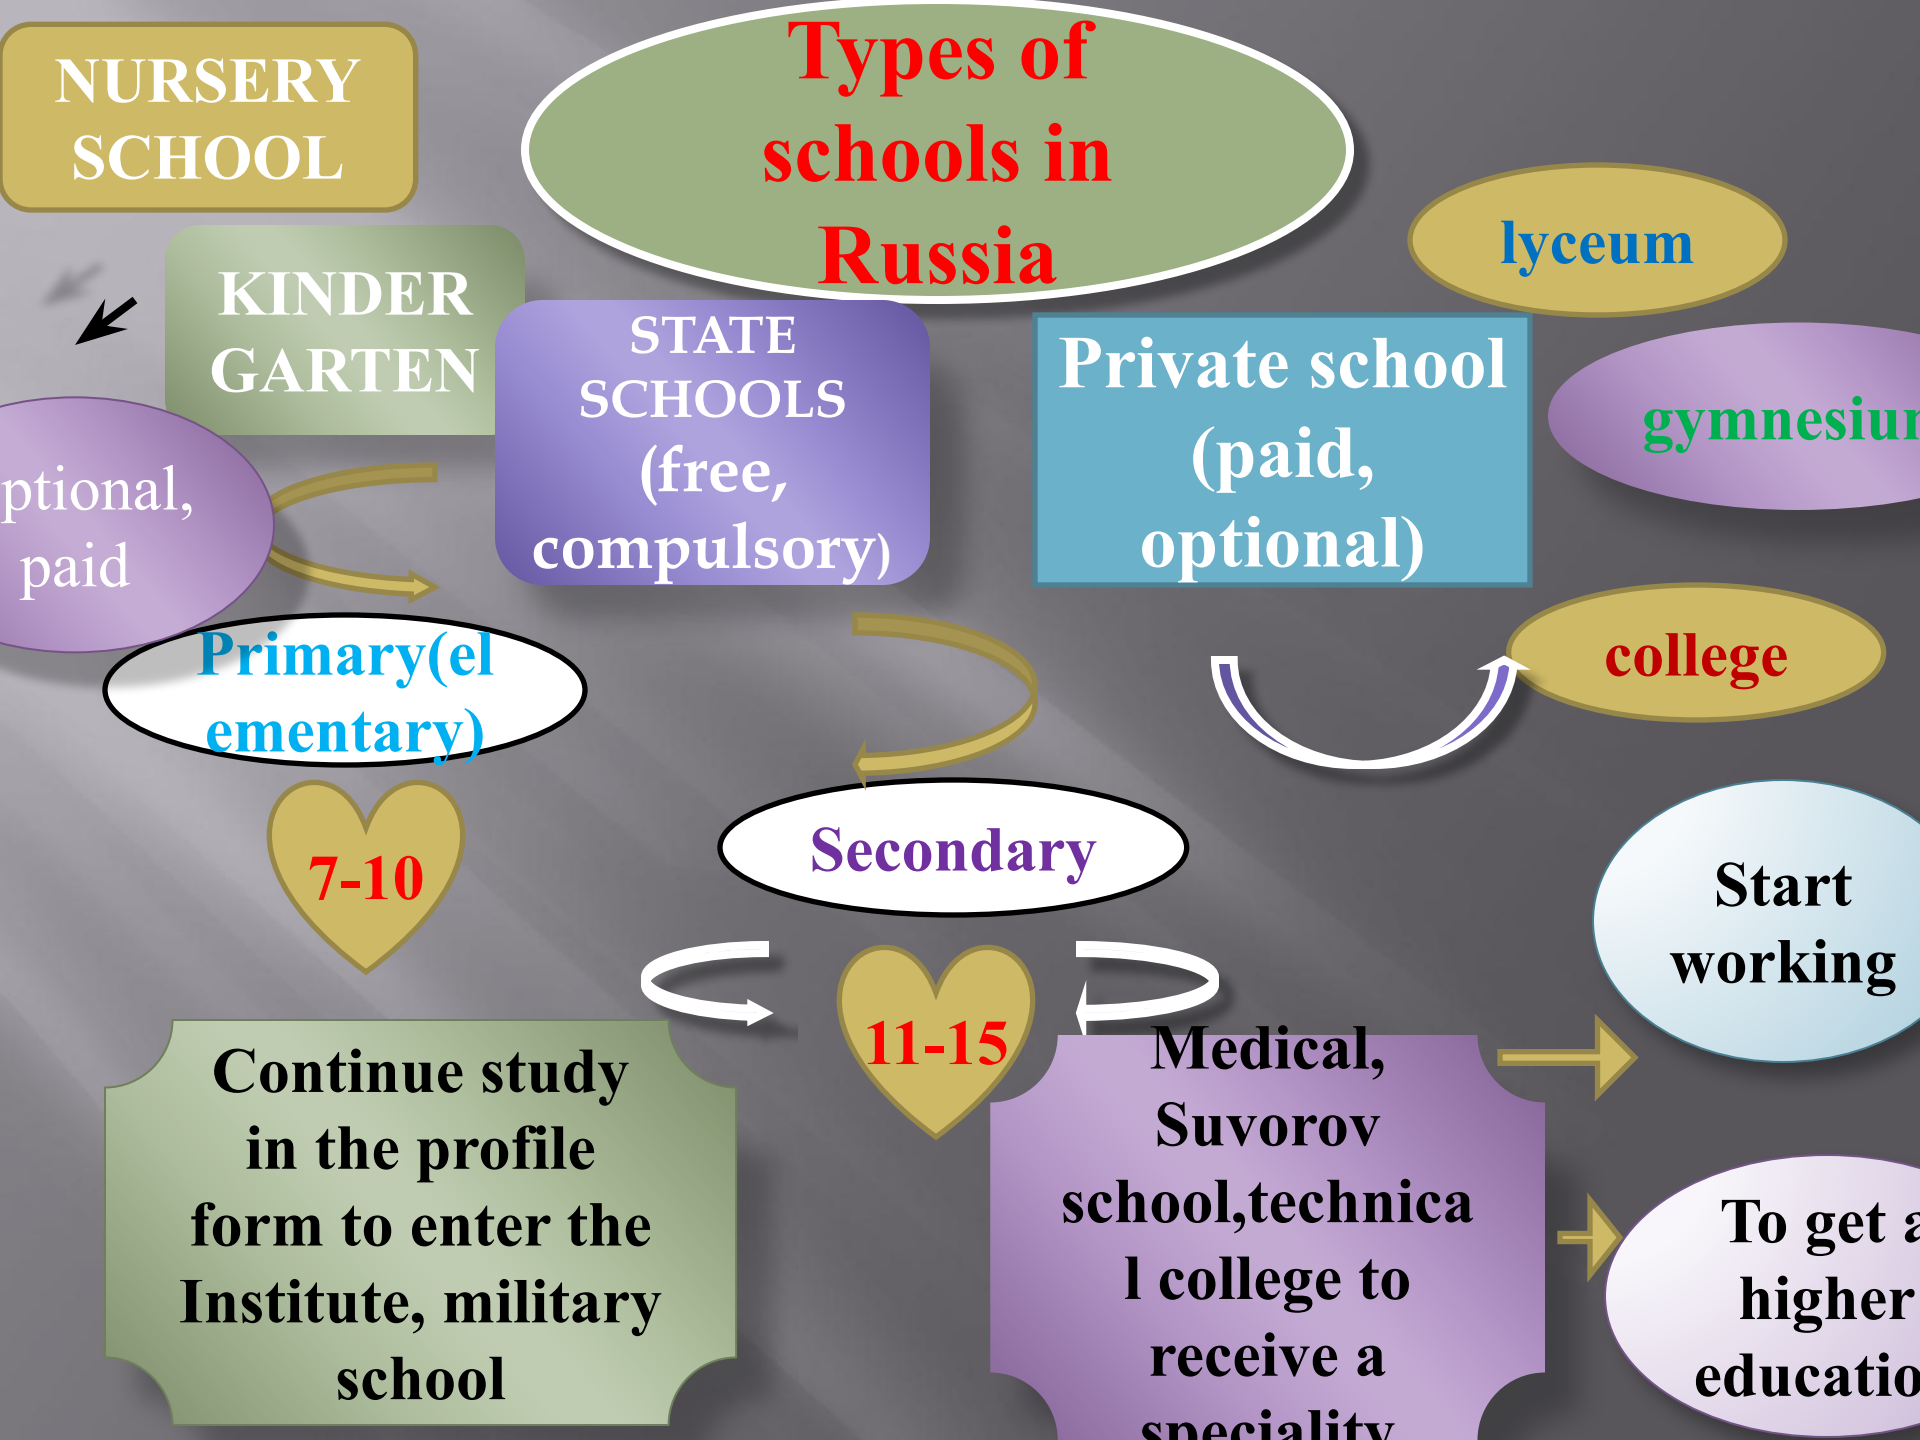 NURSERY
SCHOOL
Types of
schools in
Russia
lyceum
KINDER
GARTEN
STATE
SCHOOLS
(free,
compulsory)
Private school
(paid,
optional)
gymnesium
ptional,
paid
Primary(el
ementary)
college
7-10
Secondary
Start
working
11-15
Continue study
in the profile
form to enter the
Institute, military
school
Medical,
Suvorov
school,technica
l college to
receive a
speciality
To get a
higher
educatio